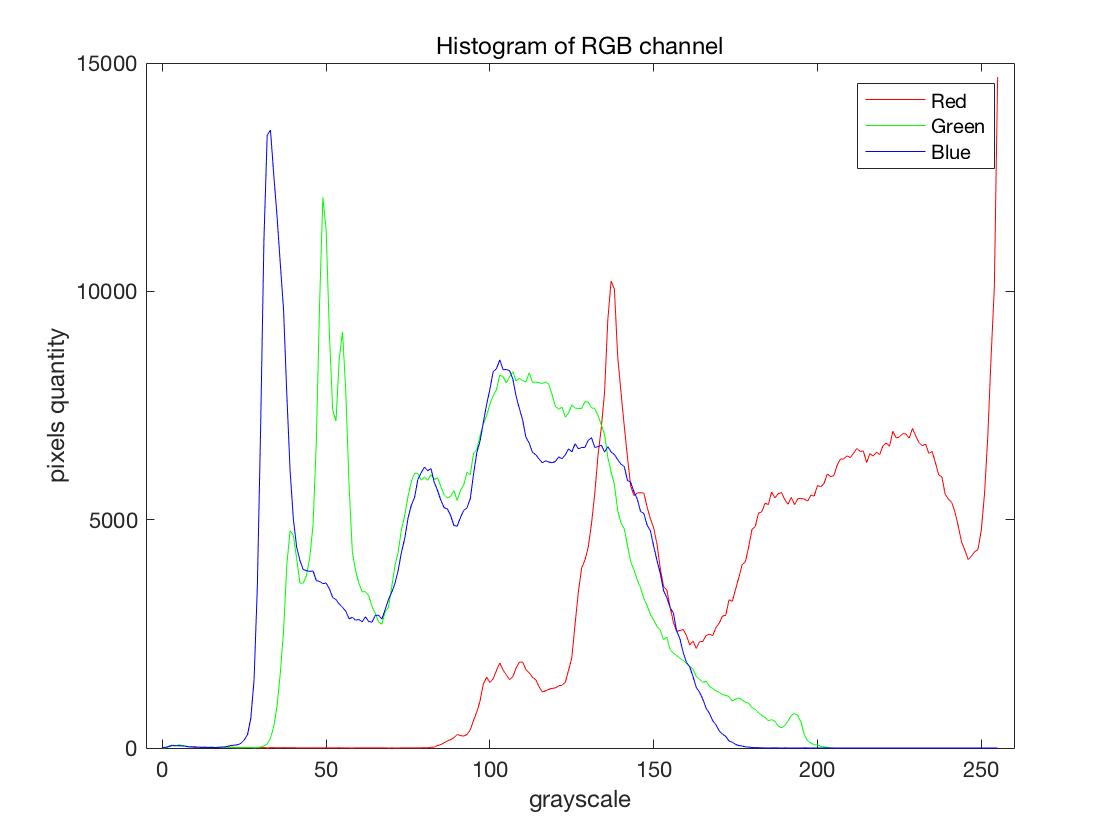 Histogram of RGB channel
15000
10000
5000
0
pixels quantity
Red
Green
Blue
0 50 100 150 200 250
grayscale